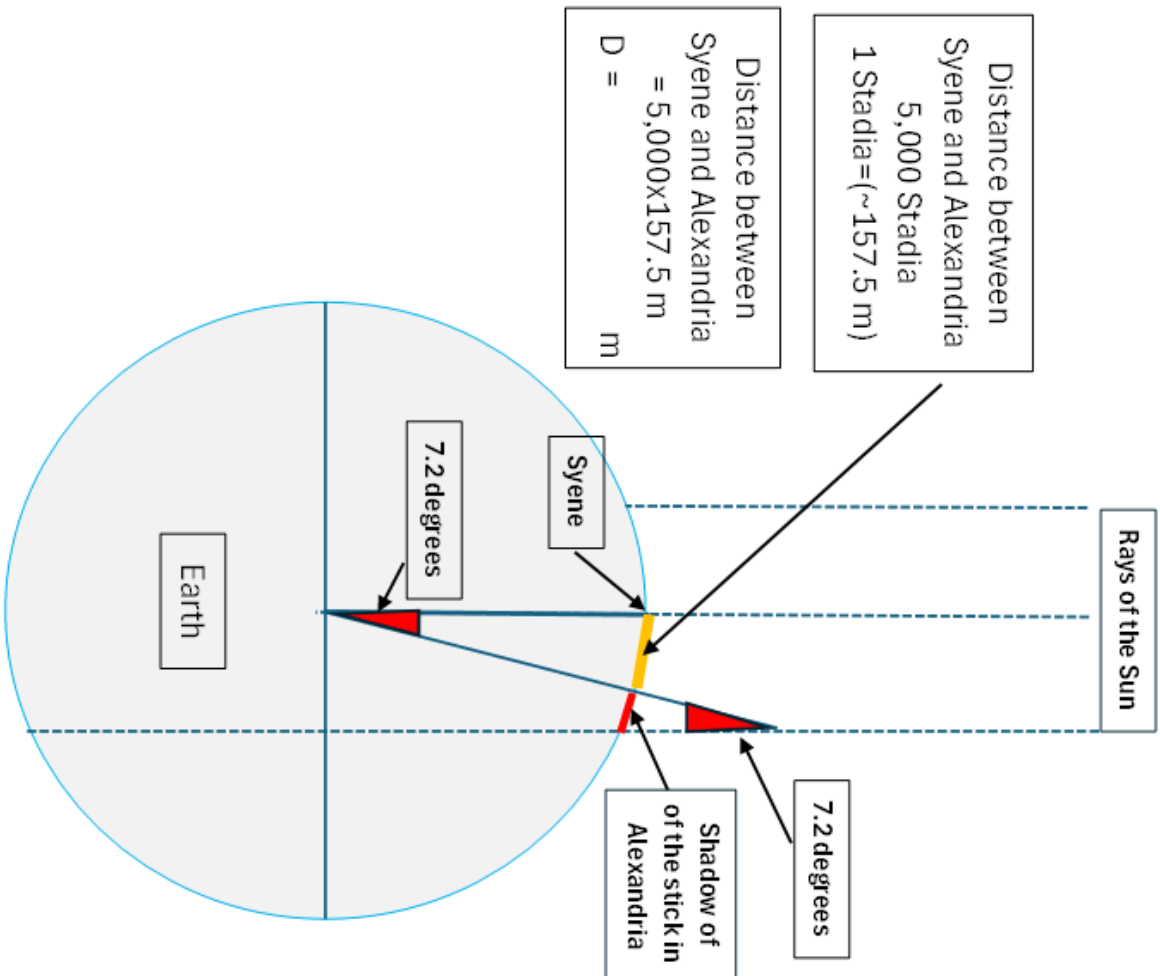 Rays of the Sun
Distance between
Syene and Alexandria
5,000 Stadia
1 Stadia=(~157.5 m)
7.2 degrees
Distance between
Syene and Alexandria
= 5,000x157.5 m
D = m
Shadow of
of the stick in
Alexandria
Syene
7.2 degrees
Earth